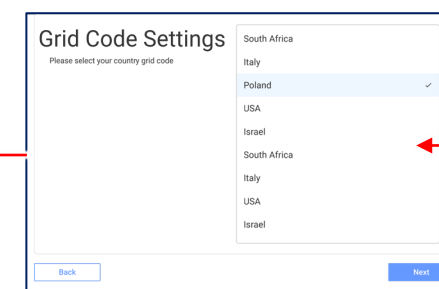 Grid Code Settings
Please select your country grid code
South Africa
Italy
Poland
USA
Israel
South Africa
Italy
USA
Israel
Back
Next